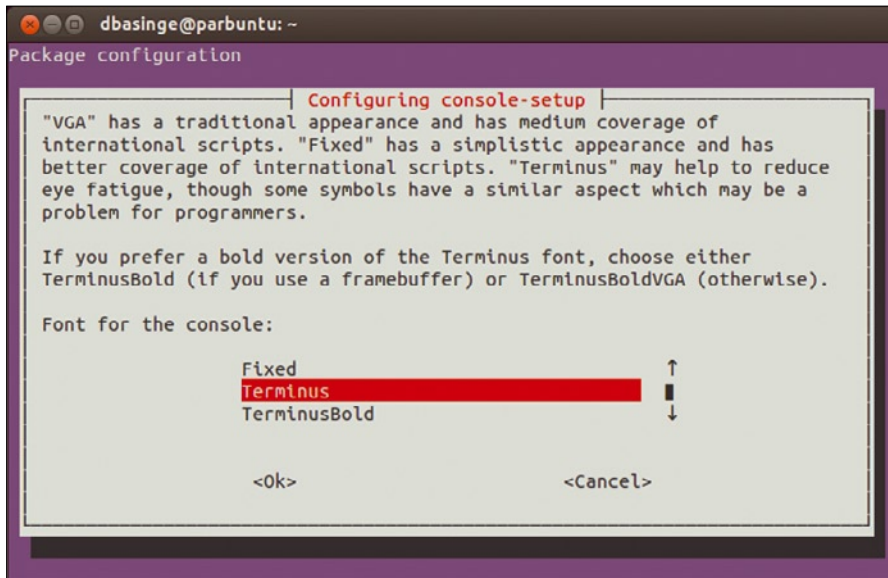 dbasinge@parbuntu: ~
Package configuration
Configuring console-setup
"VGA" has a traditional appearance and has medium coverage of
international scripts. "Fixed" has a simplistic appearance and has
better coverage of international scripts. "Terminus" may help to reduce
eye fatigue, though some symbols have a similar aspect which may be a
problem for programmers.
If you prefer a bold version of the Terminus font, choose either
TerminusBold (if you use a framebuffer) or TerminusBoldVGA (otherwise).
Font for the console:
Fixed
Terminus
TerminusBold
<Ok> <Cancel>